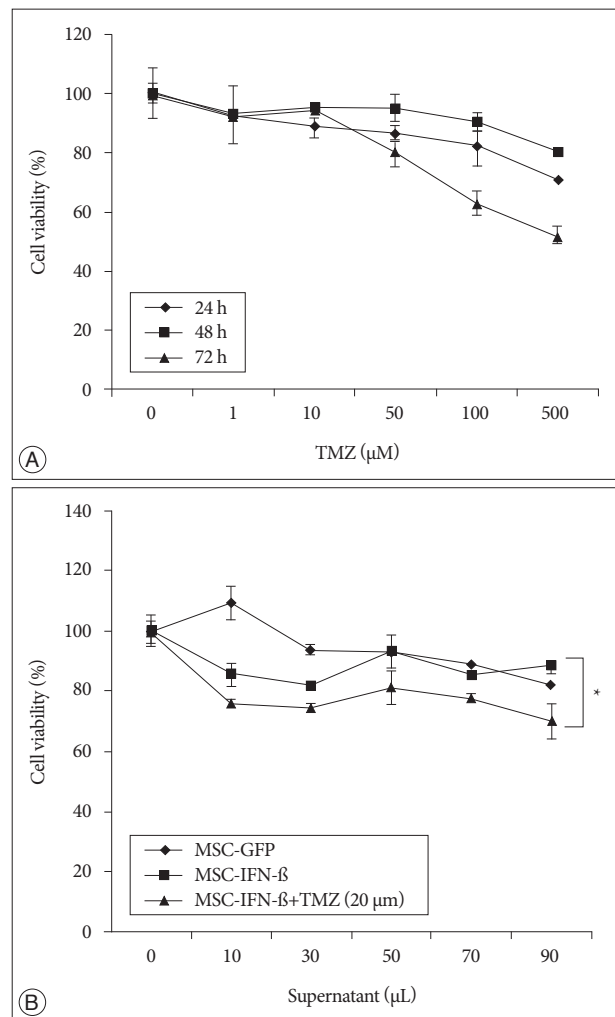 120
100
80
60
40
20
0
Cell viability (%)
24 h
48 h
72 h
0 1 10 50 100 500
TMZ (μM)
A
140
120
100
80
60
40
20
0
Cell viability (%)
*
MSC-GFP
MSC-IFN-ß
MSC-IFN-ß+TMZ (20 μm)
0 10 30 50 70 90
Supernatant (μL)
B